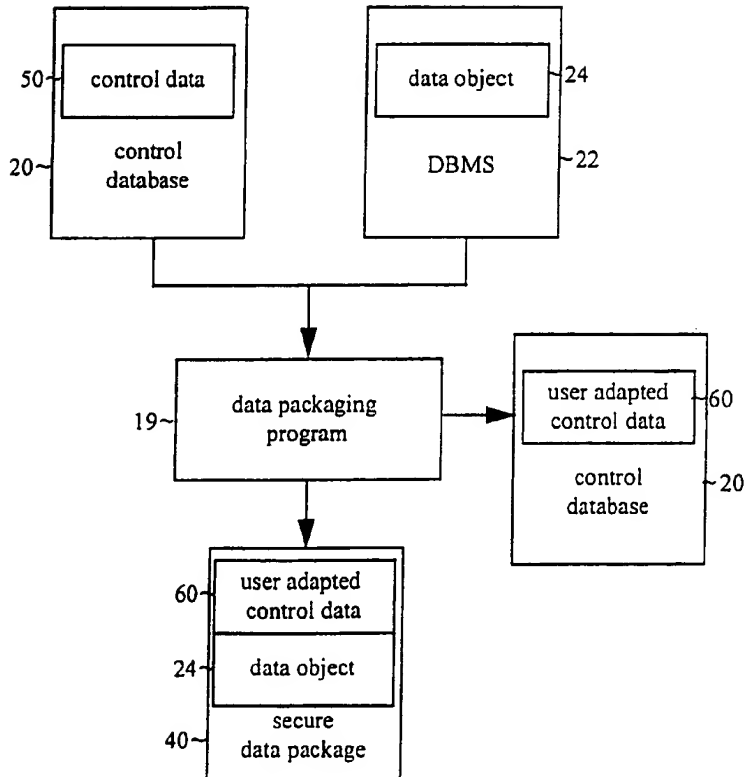 50
control data
20
control
database
data object
24
DBMS
22
19
data packaging
program
user adapted
control data
60
control
database
20
60
user adapted
control data
24
data object
40
secure
data package